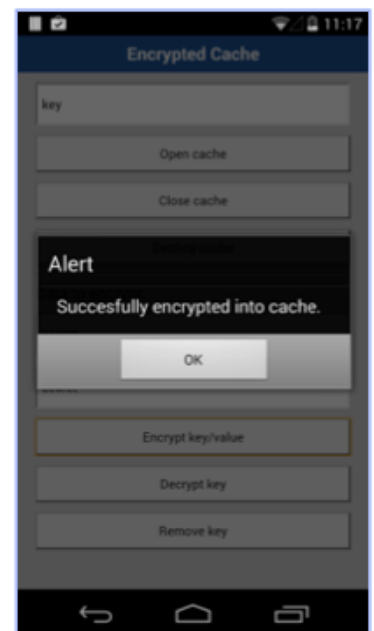 11:17
Encrypted Cache
key
Open cache
Close cache
Alert
Succesfully encrypted into cache.
OK
Encrypt key/value
Decrypt key
Remove key